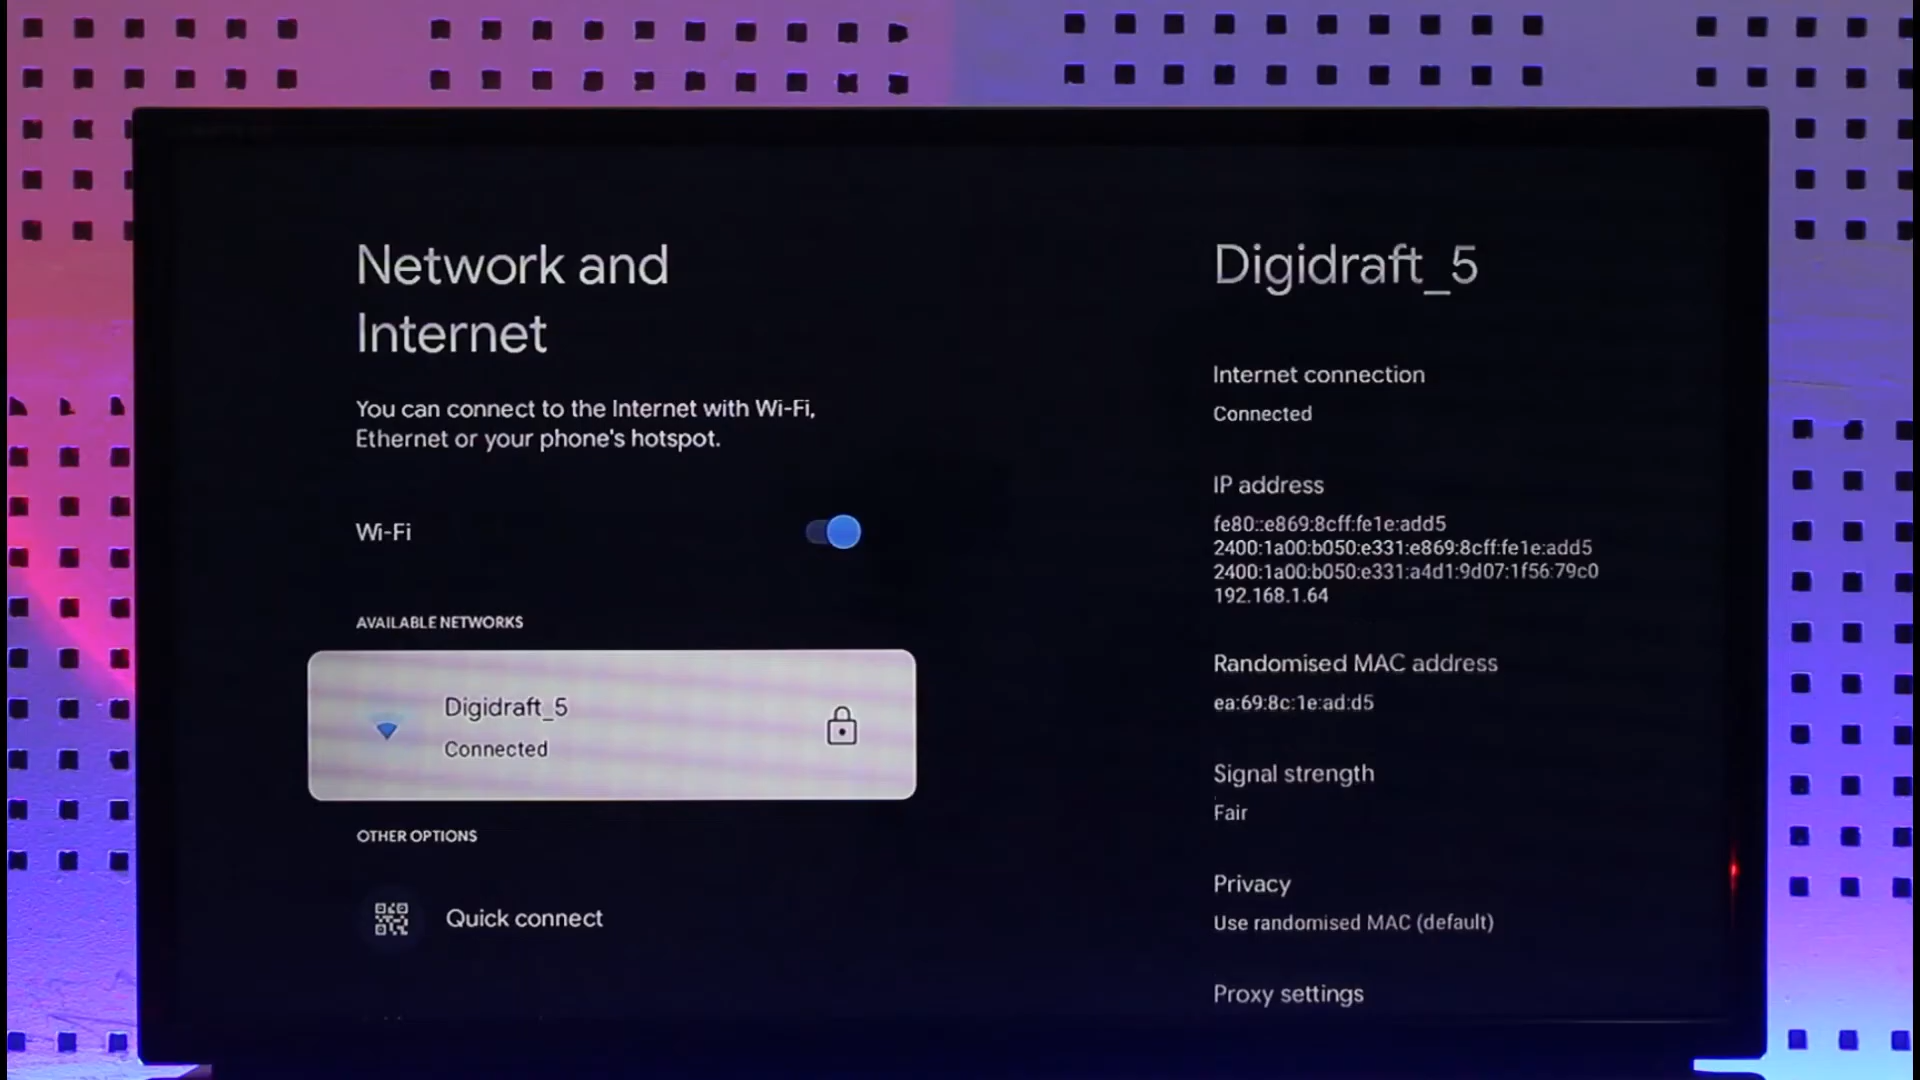 Network and
Internet
You can connect to the Internet with Wi-Fi,
Ethernet or your phone's hotspot.
Wi-Fi
AVAILABLE NETWORKS
Digidraft_5
Connected
OTHER OPTIONS
Quick connect
Digidraft_5
Internet connection
Connected
IP address
fe80::e869:8cff:fe1e:add5
2400:1a00:b050:e331:e869:8cff:fe1e:add5
2400:1a00:b050:e331:a4d1:9d07:1f56:79c0
192.168.1.64
Randomised MAC address
ea:69:8c:1e:ad:d5
Signal strength
Fair
Privacy
Use randomised MAC (default)
Proxy settings